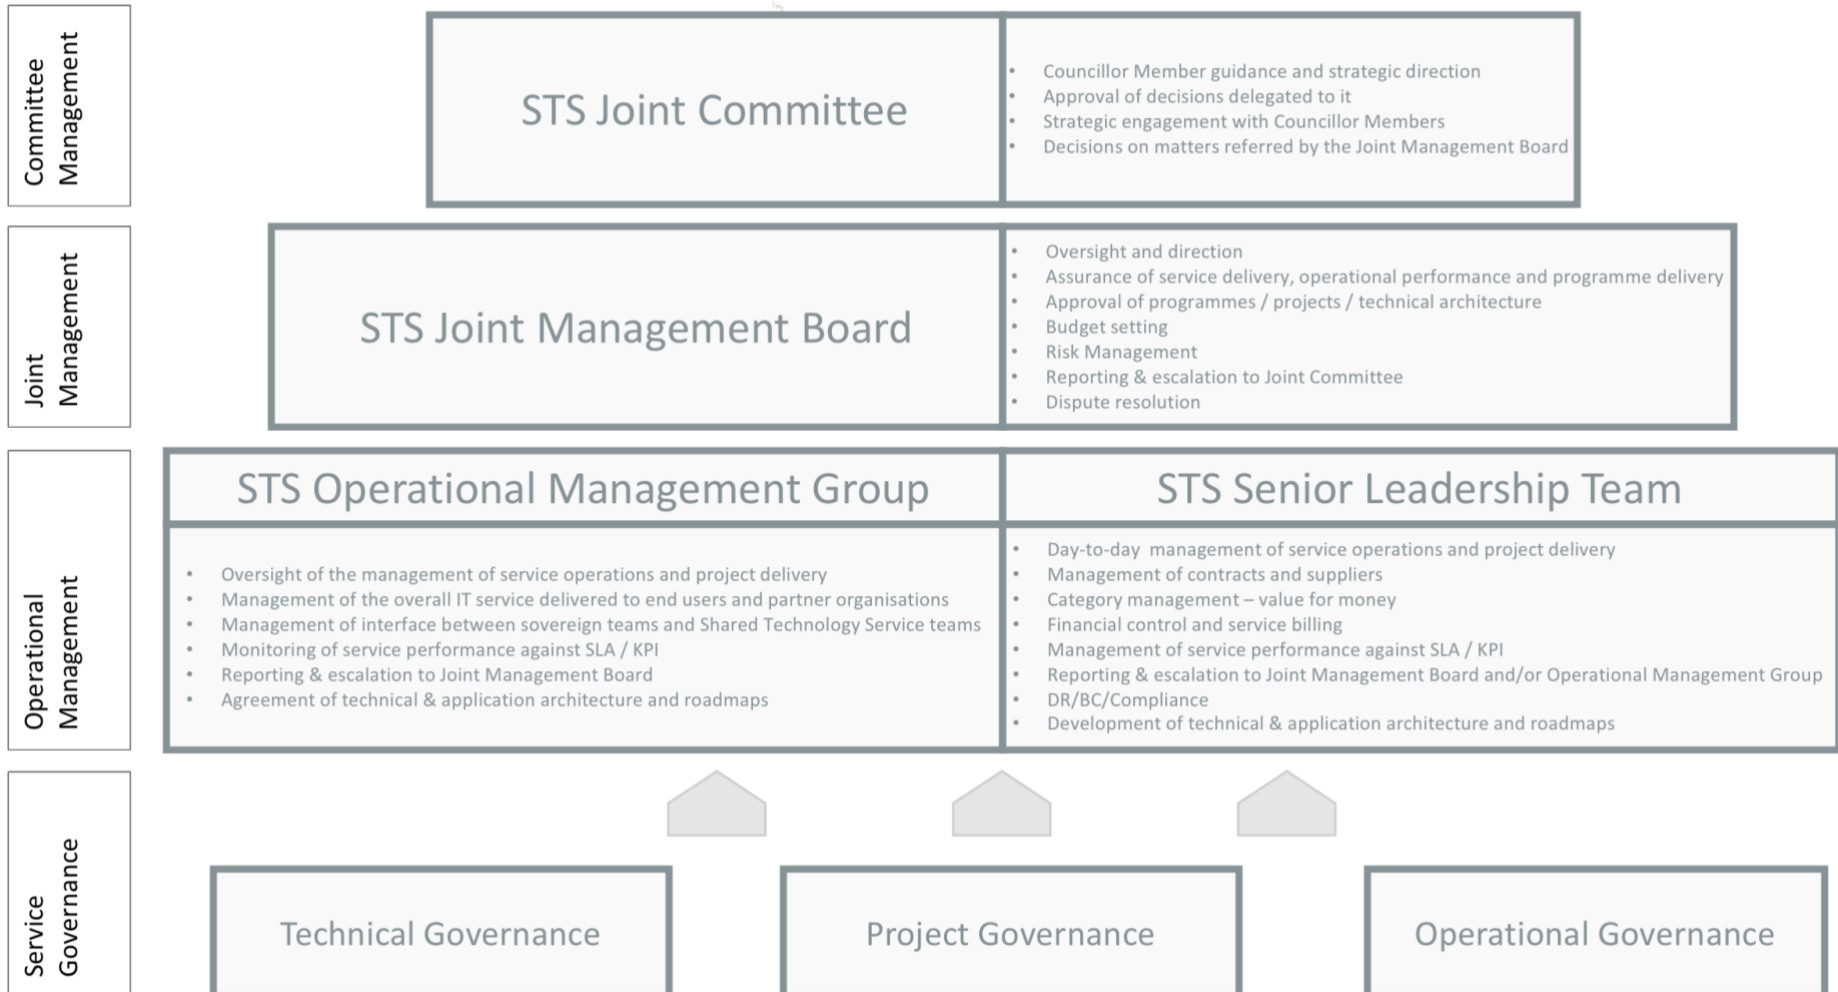 Committee
Management
STS Joint Committee
• Councillor Member guidance and strategic direction
• Approval of decisions delegated to it
• Strategic engagement with Councillor Members
• Decisions on matters referred by the Joint Management Board
Joint
Management
STS Joint Management Board
• Oversight and direction
• Assurance of service delivery, operational performance and programme delivery
• Approval of programmes / projects / technical architecture
• Budget setting
• Risk Management
• Reporting & escalation to Joint Committee
• Dispute resolution
Operational
Management
STS Operational Management Group
• Oversight of the management of service operations and project delivery
• Management of the overall IT service delivered to end users and partner organisations
• Management of interface between sovereign teams and Shared Technology Service teams
• Monitoring of service performance against SLA / KPI
• Reporting & escalation to Joint Management Board
• Agreement of technical & application architecture and roadmaps
STS Senior Leadership Team
• Day-to-day management of service operations and project delivery
• Management of contracts and suppliers
• Category management – value for money
• Financial control and service billing
• Management of service performance against SLA / KPI
• Reporting & escalation to Joint Management Board and/or Operational Management Group
• DR/BC/Compliance
• Development of technical & application architecture and roadmaps
Service
Governance
Technical Governance
Project Governance
Operational Governance